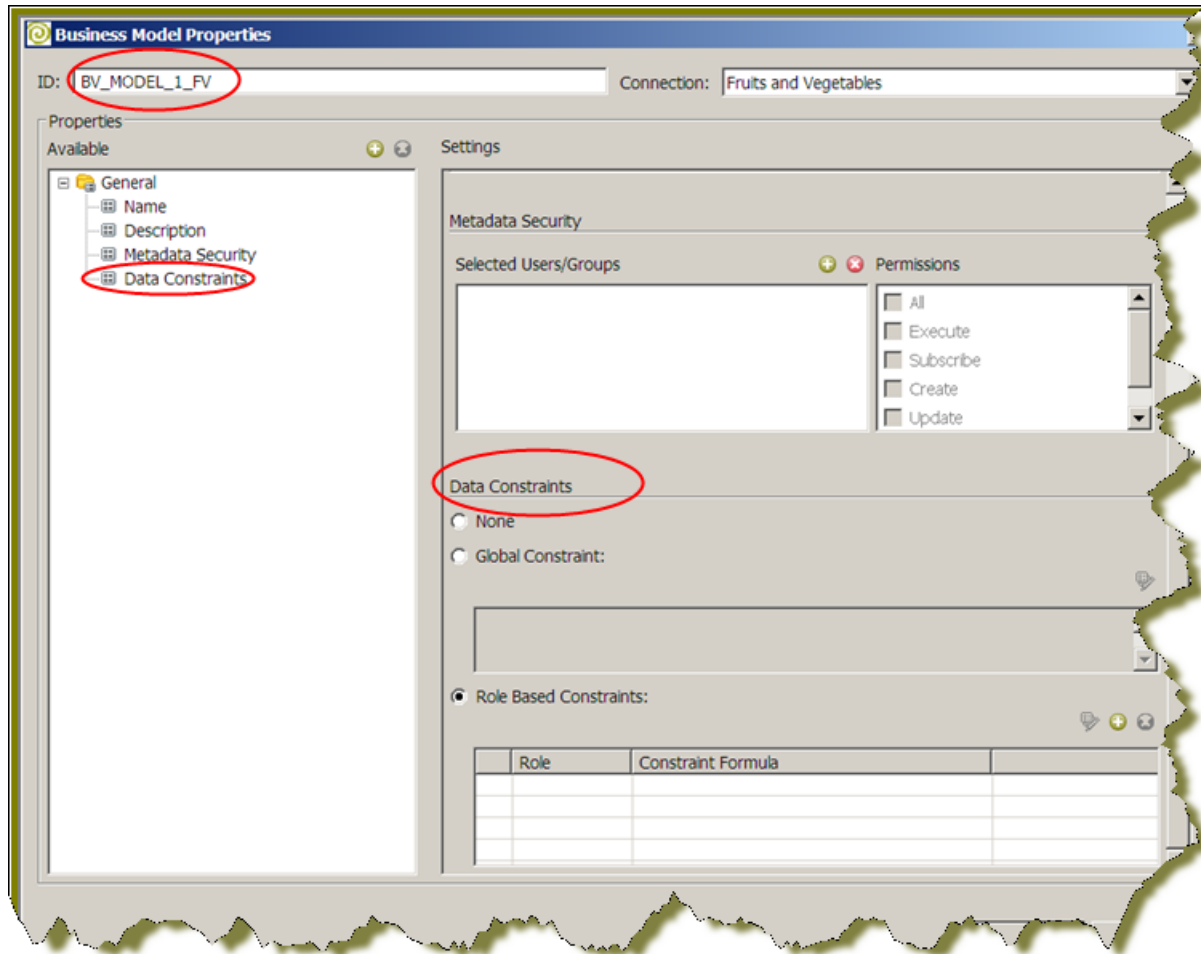 Business Model Properties
ID: BV_MODEL_1_FV Connection: Fruits and Vegetables
Properties
Available
General
Name
Description
Metadata Security
Data Constraints
Settings
Metadata Security
Selected Users/Groups
Permissions
All
Execute
Subscribe
Create
Update
Data Constraints
None
Global Constraint:
Role Based Constraints:
Role Constraint Formula